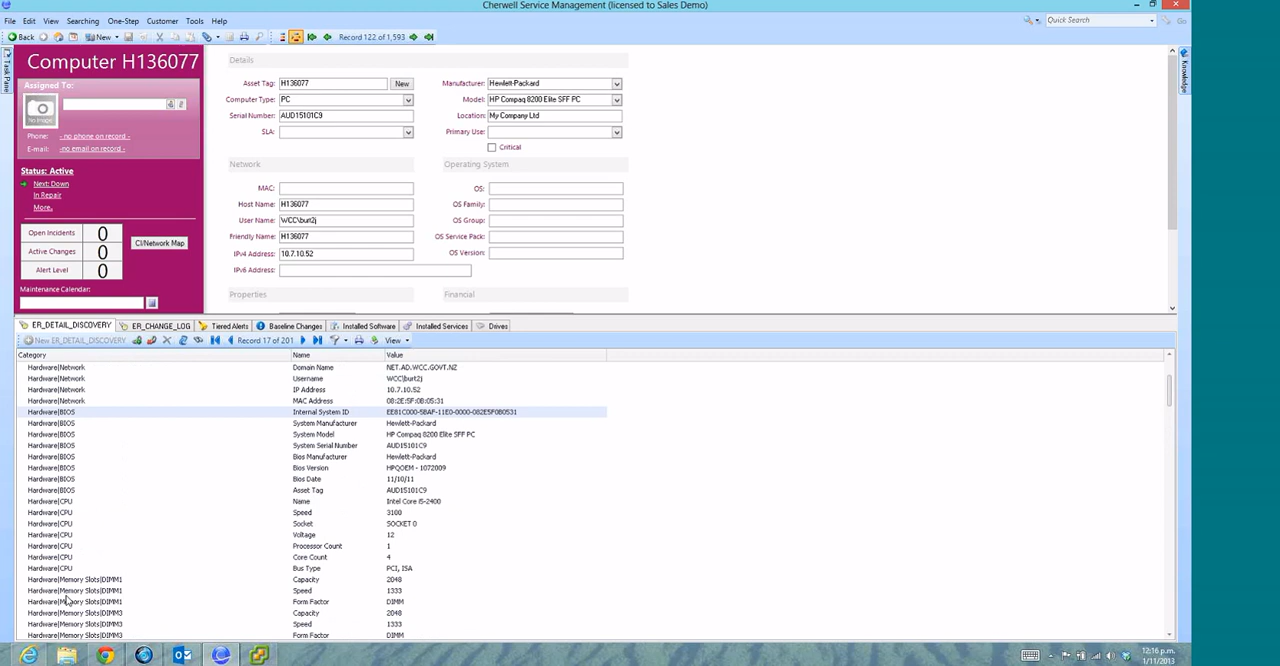 Cherwell Service Management (licensed to Sales Demo)
File Edit View Searching One-Step Customer Tools Help
Quick Search
Back New Record 122 of 1,593 Go
Task Pane
Knowledge
Computer H136077
Assigned To:
No Image
Phone: - no phone on record -
E-mail: -no email on record -
Status: Active
Next: Down
In Repair
More.
Open Incidents 0
Active Changes 0
Alert Level 0
CI/Network Map
Maintenance Calendar:
Details
Asset Tag: H136077 New Manufacturer: Hewlett-Packard
Computer Type: PC Model: HP Compaq 8200 Elite SFF PC
Serial Number: AUD15101C9 Location: My Company Ltd
SLA: Primary Use:
Critical
Network Operating System
MAC: OS:
Host Name: H136077 OS Family:
User Name: WCC\burt2j OS Group:
Friendly Name: H136077 OS Service Pack:
IPv4 Address: 10.7.10.52 OS Version:
IPv6 Address:
Properties Financial
ER_DETAIL_DISCOVERY ER_CHANGE_LOG Tiered Alerts Baseline Changes Installed Software Installed Services Drives
New ER_DETAIL_DISCOVERY Record 17 of 201 View
Category Name Value
Hardware|Network Domain Name NET.AD.WCC.GOVT.NZ
Hardware|Network Username WCC\burt2j
Hardware|Network IP Address 10.7.10.52
Hardware|Network MAC Address 08:2E:5F:0B:05:31
Hardware|BIOS Internal System ID EE81C000-5BAF-11E0-0000-082E5F0B0531
Hardware|BIOS System Manufacturer Hewlett-Packard
Hardware|BIOS System Model HP Compaq 8200 Elite SFF PC
Hardware|BIOS System Serial Number AUD15101C9
Hardware|BIOS Bios Manufacturer Hewlett-Packard
Hardware|BIOS Bios Version HPQOEM - 1072009
Hardware|BIOS Bios Date 11/10/11
Hardware|BIOS Asset Tag AUD15101C9
Hardware|CPU Name Intel Core i5-2400
Hardware|CPU Speed 3100
Hardware|CPU Socket SOCKET 0
Hardware|CPU Voltage 12
Hardware|CPU Processor Count 1
Hardware|CPU Core Count 4
Hardware|CPU Bus Type PCI, ISA
Hardware|Memory Slots|DIMM1 Capacity 2048
Hardware|Memory Slots|DIMM1 Speed 1333
Hardware|Memory Slots|DIMM1 Form Factor DIMM
Hardware|Memory Slots|DIMM3 Capacity 2048
Hardware|Memory Slots|DIMM3 Speed 1333
Hardware|Memory Slots|DIMM3 Form Factor DIMM
12:16 p.m.
1/11/2013